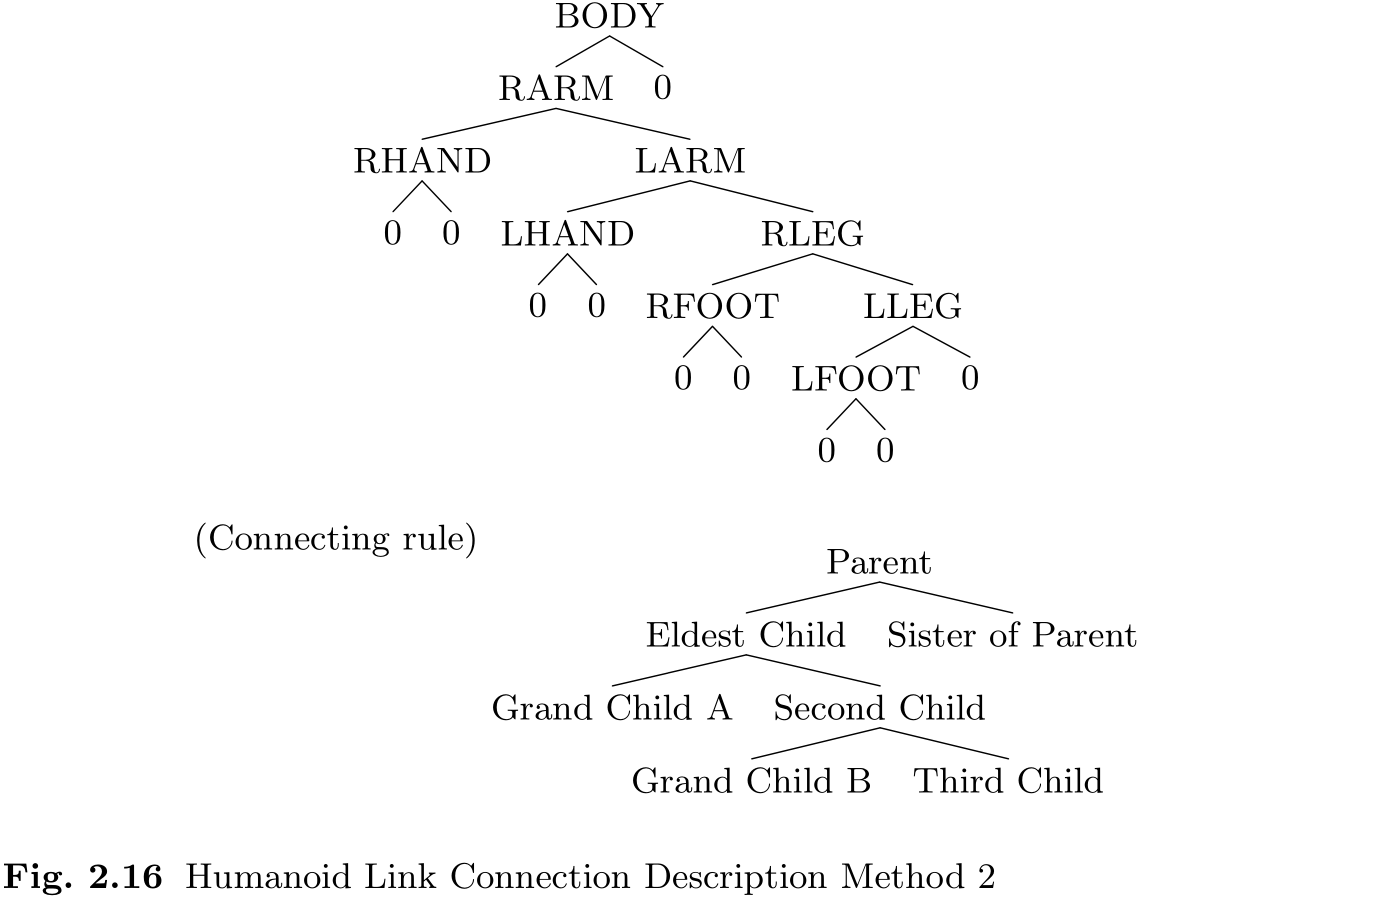 BODY
RARM 0
RHAND LARM
0 0 LHAND RLEG
0 0 RFOOT LLEG
0 0 LFOOT 0
0 0
(Connecting rule)
Parent
Eldest Child Sister of Parent
Grand Child A Second Child
Grand Child B Third Child
Fig. 2.16 Humanoid Link Connection Description Method 2